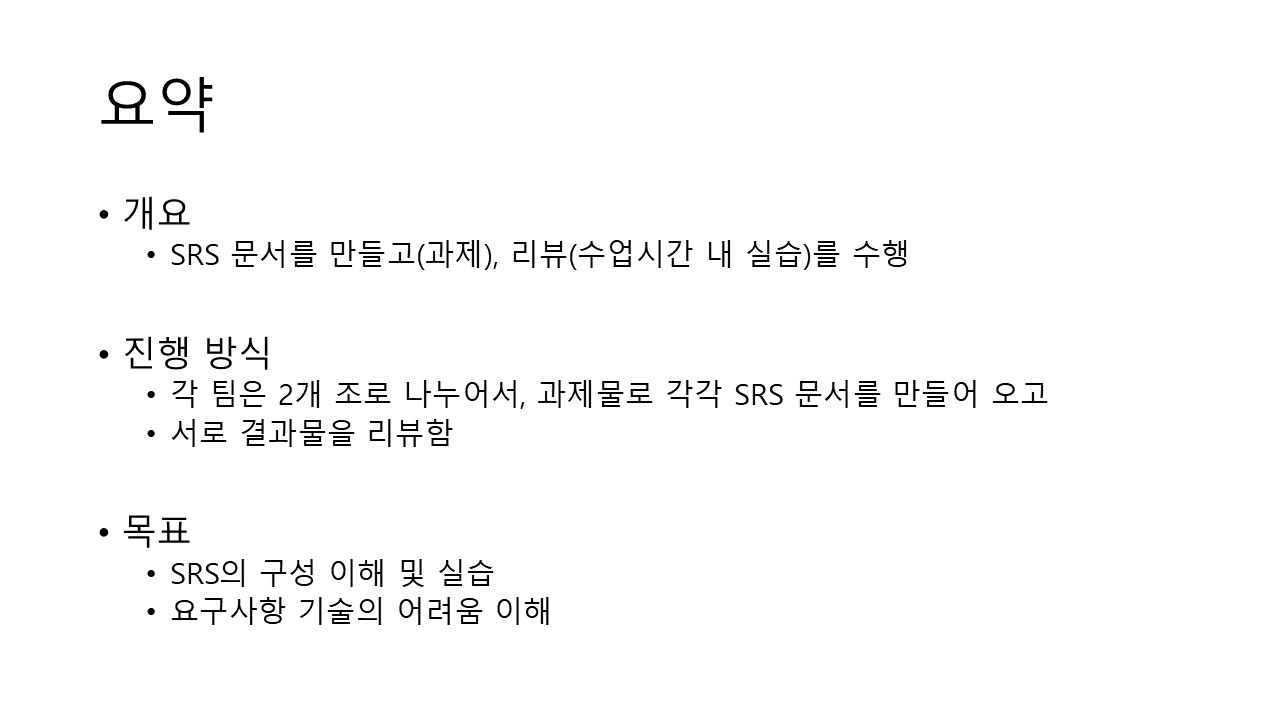 요약
• 개요
• SRS 문서를 만들고(과제), 리뷰(수업시간 내 실습)를 수행
• 진행 방식
• 각 팀은 2개 조로 나누어서, 과제물로 각각 SRS 문서를 만들어 오고
• 서로 결과물을 리뷰함
• 목표
• SRS의 구성 이해 및 실습
• 요구사항 기술의 어려움 이해